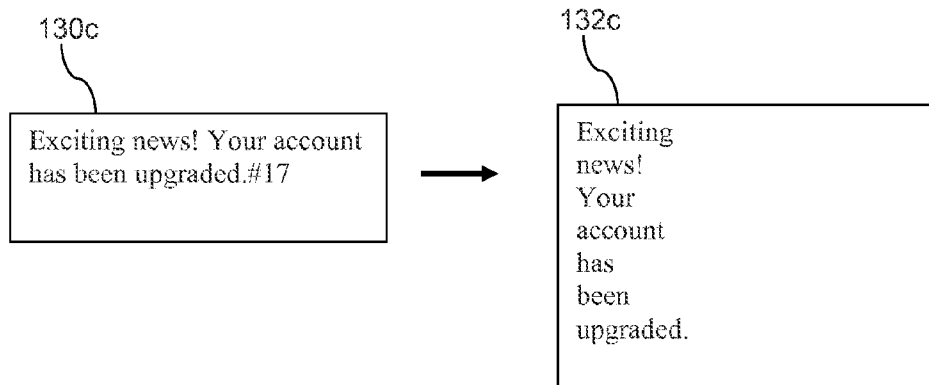 130c
Exciting news! Your account
has been upgraded.#17
132c
Exciting
news!
Your
account
has
been
upgraded.